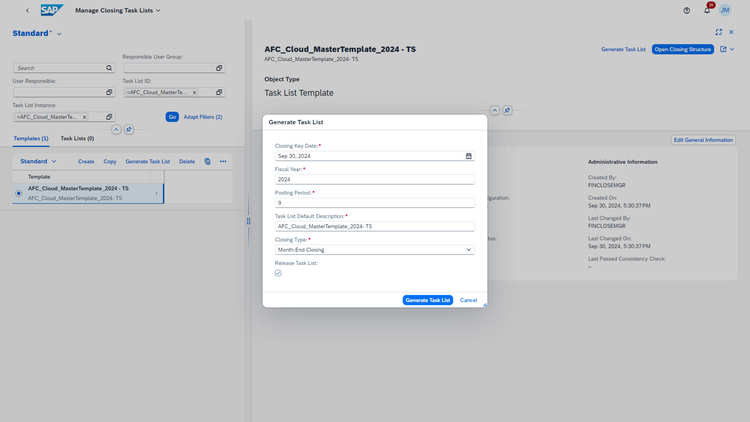 SAP
Manage Closing Task Lists
JM
Standard*
Responsible User Group:
Search
User Responsible:
Task List ID:
=AFC_Cloud_MasterTe...
Task List Instance:
=AFC_Cloud_MasterTe...
Go
Adapt Filters (2)
Templates (1)
Task Lists (0)
Standard
Create
Copy
Generate Task List
Delete
Template
AFC_Cloud_MasterTemplate_2024 - TS
AFC_Cloud_MasterTemplate_2024- TS
AFC_Cloud_MasterTemplate_2024 - TS
AFC_Cloud_MasterTemplate_2024- TS
Generate Task List
Open Closing Structure
Object Type
Task List Template
Edit General Information
Administrative Information
Created By:
FINCLOSEMGR
Created On:
Sep 30, 2024, 5:30:37 PM
Last Changed By:
FINCLOSEMGR
Last Changed On:
Sep 30, 2024, 5:30:37 PM
Last Passed Consistency Check:
–
Generate Task List
Closing Key Date:*
Sep 30, 2024
Fiscal Year:*
2024
Posting Period:*
9
Task List Default Description:*
AFC_Cloud_MasterTemplate_2024- TS
Closing Type:*
Month-End Closing
Release Task List:
Generate Task List
Cancel